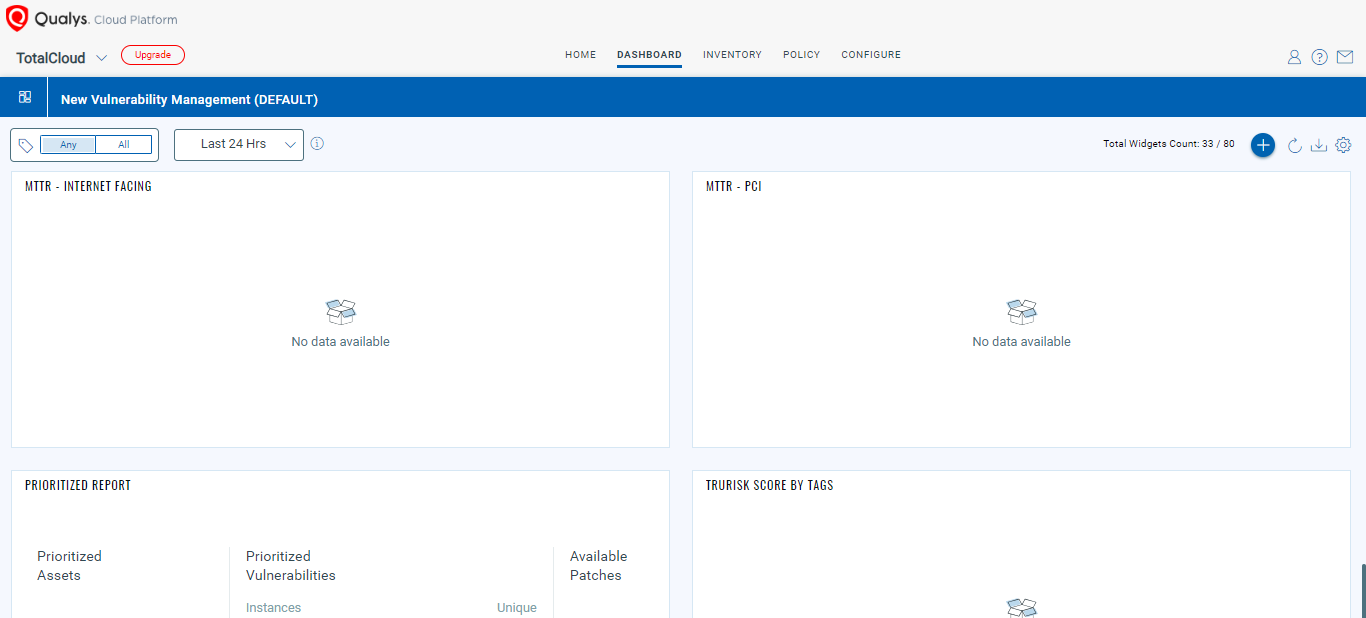 Qualys. Cloud Platform
TotalCloud
Upgrade
HOME
DASHBOARD
INVENTORY
POLICY
CONFIGURE
New Vulnerability Management (DEFAULT)
Any
All
Last 24 Hrs
Total Widgets Count: 33 / 80
MTTR - INTERNET FACING
No data available
MTTR - PCI
No data available
PRIORITIZED REPORT
Prioritized
Assets
Prioritized
Vulnerabilities
Instances
Unique
Available
Patches
TRURISK SCORE BY TAGS